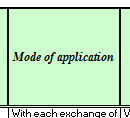 Mode of application
With each exchange of